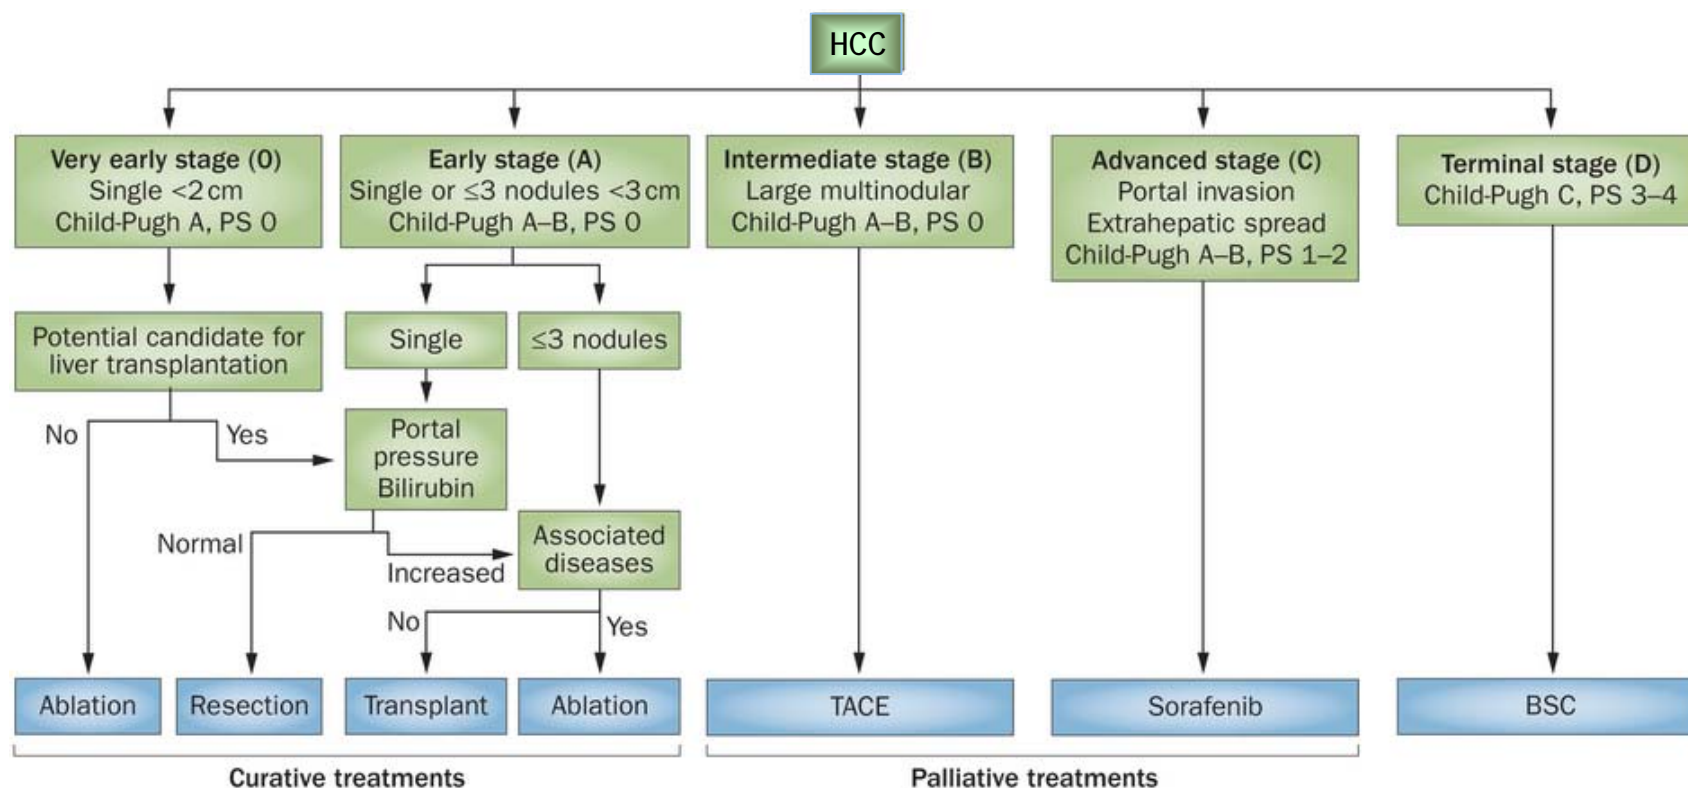 HCC
Very early stage (0)
Single <2 cm
Child-Pugh A, PS 0
Early stage (A)
Single or ≤3 nodules <3 cm
Child-Pugh A–B, PS 0
Intermediate stage (B)
Large multinodular
Child-Pugh A–B, PS 0
Advanced stage (C)
Portal invasion
Extrahepatic spread
Child-Pugh A–B, PS 1–2
Terminal stage (D)
Child-Pugh C, PS 3–4
Potential candidate for
liver transplantation
Single
≤3 nodules
No
Yes
Portal
pressure
Bilirubin
Normal
Increased
Associated
diseases
No
Yes
Ablation
Resection
Transplant
Ablation
TACE
Sorafenib
BSC
Curative treatments
Palliative treatments